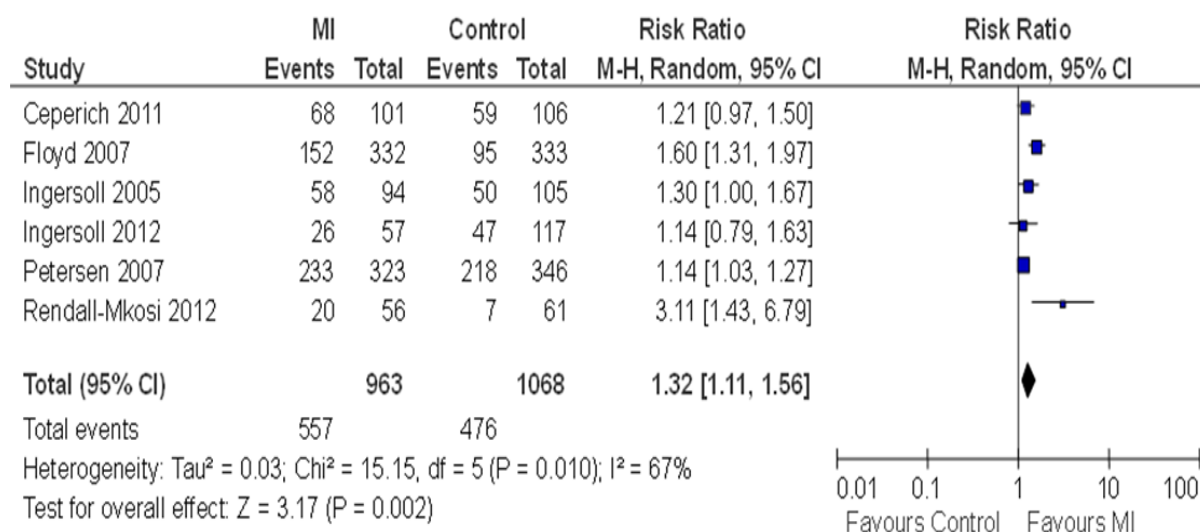 MI Control Risk Ratio Risk Ratio
Study Events Total Events Total M-H, Random, 95% CI M-H, Random, 95% CI
Ceperich 2011 68 101 59 106 1.21 [0.97, 1.50]
Floyd 2007 152 332 95 333 1.60 [1.31, 1.97]
Ingersoll 2005 58 94 50 105 1.30 [1.00, 1.67]
Ingersoll 2012 26 57 47 117 1.14 [0.79, 1.63]
Petersen 2007 233 323 218 346 1.14 [1.03, 1.27]
Rendall-Mkosi 2012 20 56 7 61 3.11 [1.43, 6.79]
Total (95% CI) 963 1068 1.32 [1.11, 1.56]
Total events 557 476
Heterogeneity: Tau² = 0.03; Chi² = 15.15, df = 5 (P = 0.010); I² = 67%
Test for overall effect: Z = 3.17 (P = 0.002)
0.01 0.1 1 10 100
Favours Control Favours MI